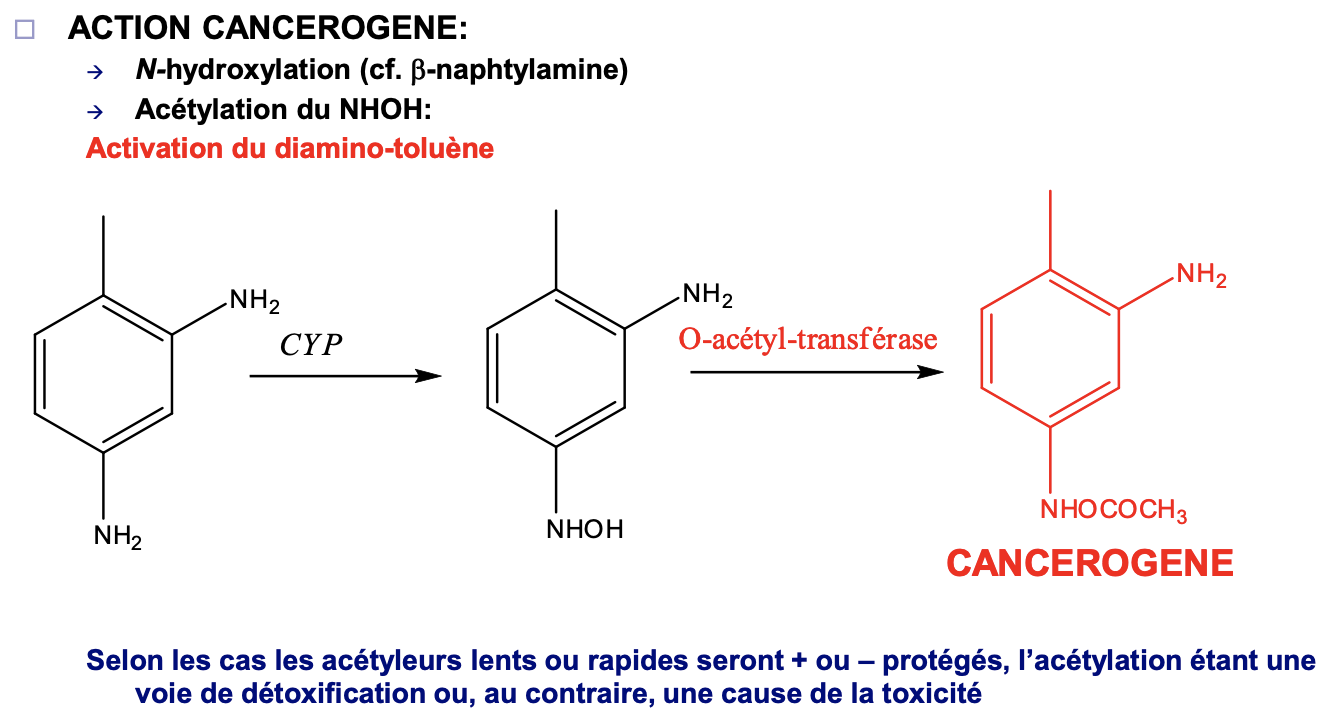 ACTION CANCEROGENE:
→ N-hydroxylation (cf. β-naphtylamine)
→ Acétylation du NHOH:
Activation du diamino-toluène
NH₂
CYP
NH₂
NH₂
O-acétyl-transférase
NHOH
NH₂
NHOCOCH₃
CANCEROGENE
Selon les cas les acétyleurs lents ou rapides seront + ou – protégés, l’acétylation étant une
voie de détoxification ou, au contraire, une cause de la toxicité